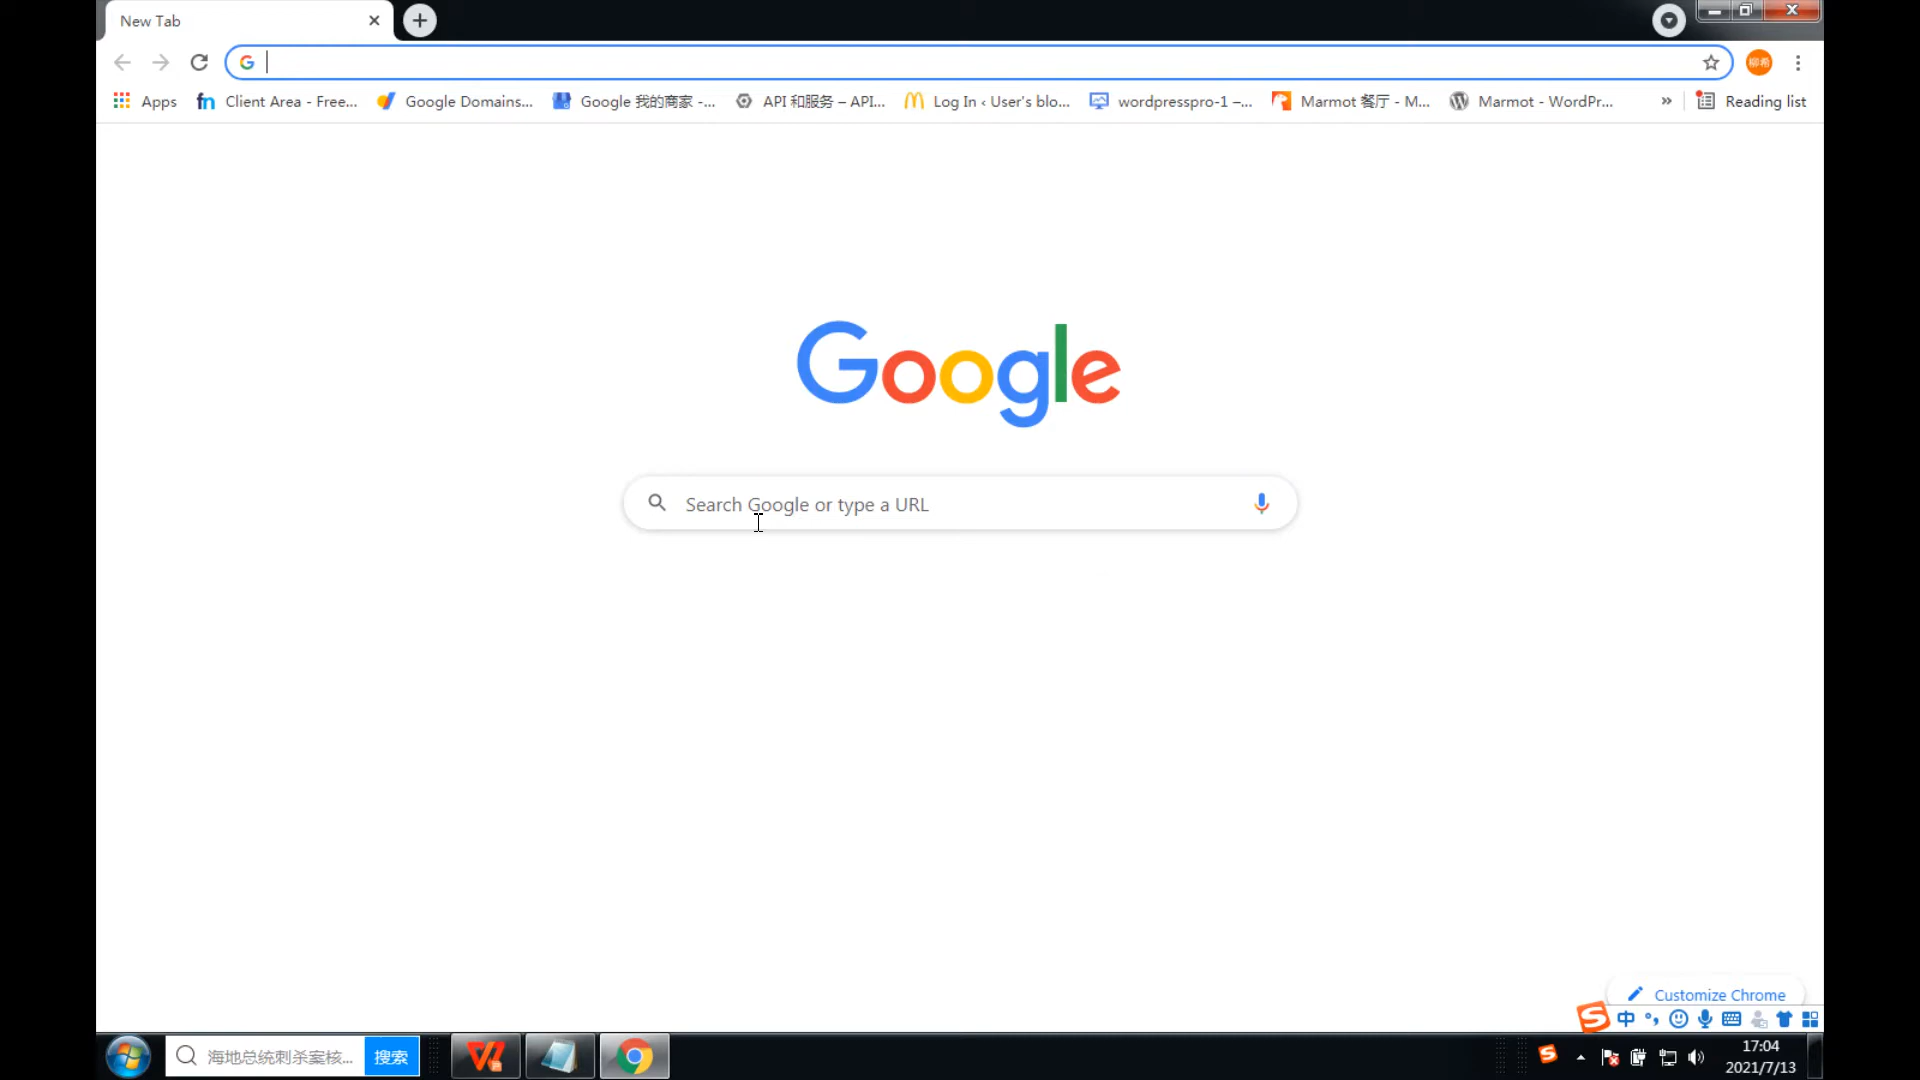 New Tab
Apps
Client Area - Free...
Google Domains...
Google 我的商家 -...
API 和服务 – API...
Log In ‹ User's blo...
wordpresspro-1 –...
Marmot 餐厅 - M...
Marmot - WordPr...
»
Reading list
柳希
Google
Search Google or type a URL
Customize Chrome
中
海地总统刺杀案核...
搜索
17:04
2021/7/13